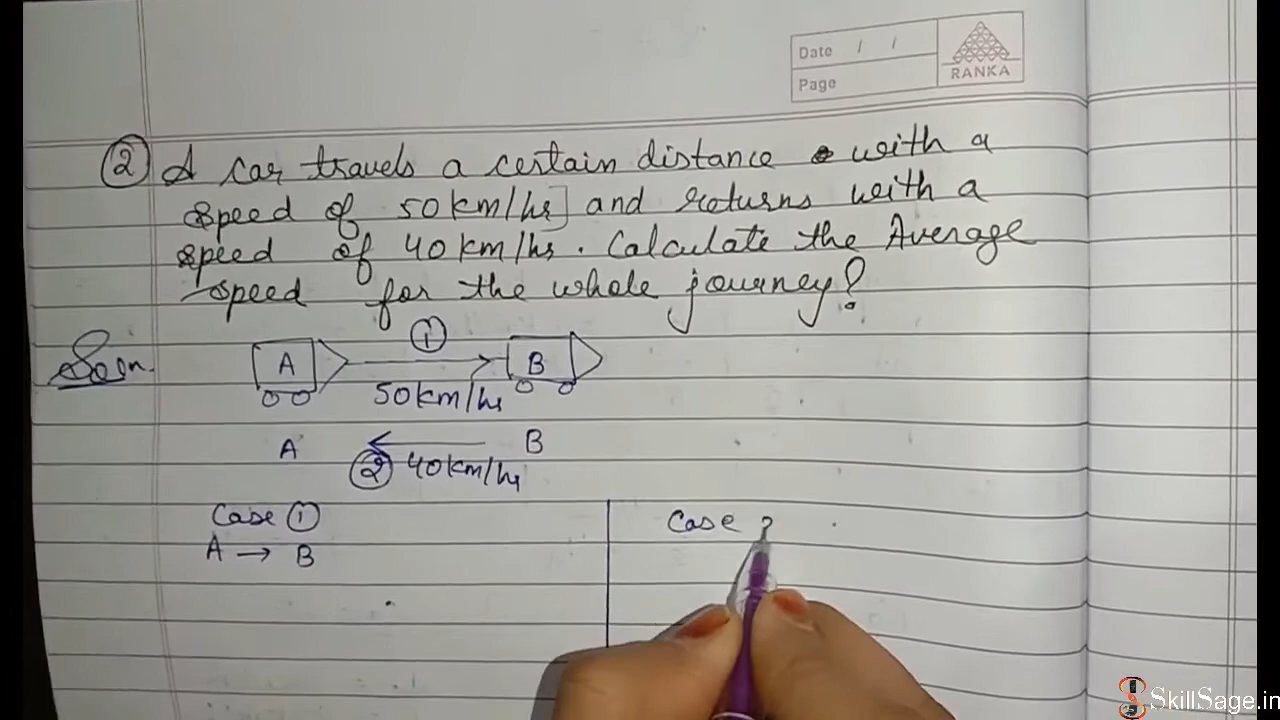 Date / /
Page
RANKA
② A car travels a certain distance with a
speed of 50km/hr] and returns with a
speed of 40km/hr. Calculate the Average
speed for the whole journey?
Soln.
①
A
B
50km/hr
A
B
② 40km/hr
Case ①
Case 2
A → B
SkillSage.in